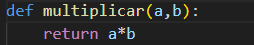 def multiplicar(a,b):
    return a*b